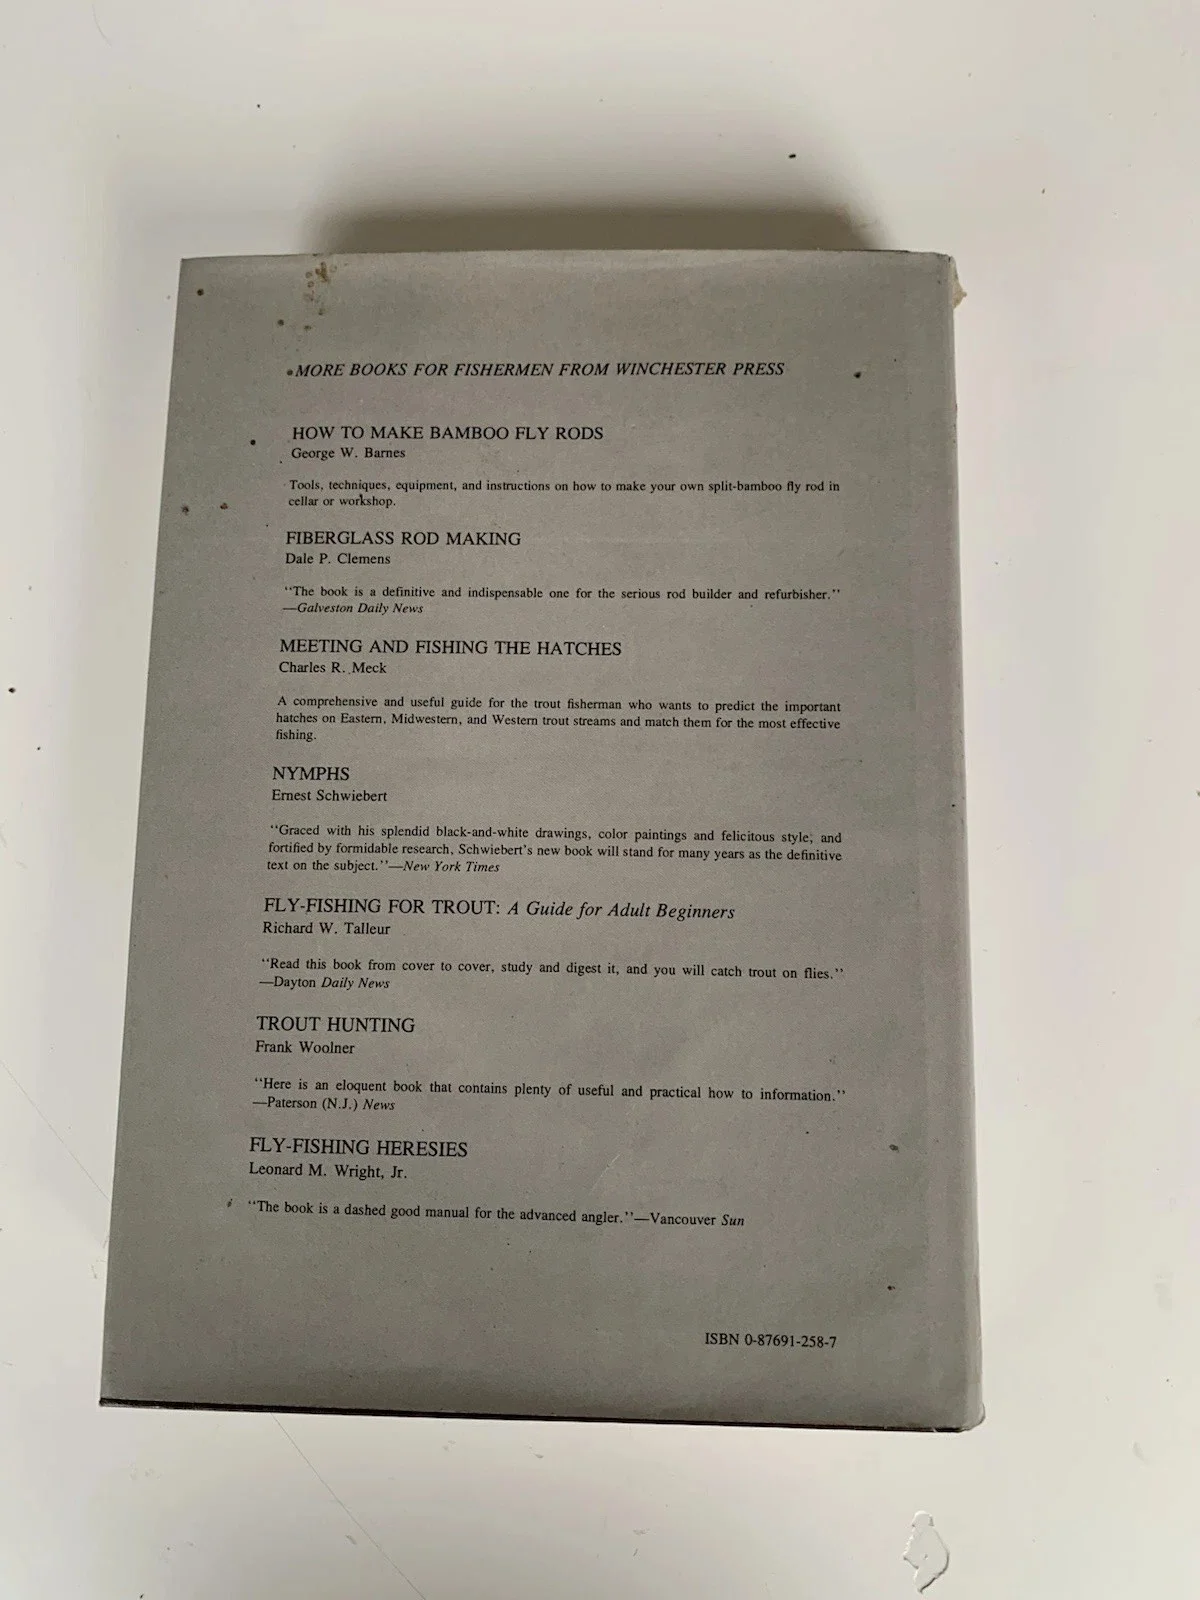 MORE BOOKS FOR FISHERMEN FROM WINCHESTER PRESS
HOW TO MAKE BAMBOO FLY RODS
George W. Barnes
Tools, techniques, equipment, and instructions on how to make your own split-bamboo fly rod in
cellar or workshop.
FIBERGLASS ROD MAKING
Dale P. Clemens
"The book is a definitive and indispensable one for the serious rod builder and refurbisher."
—Galveston Daily News
MEETING AND FISHING THE HATCHES
Charles R. Meck
A comprehensive and useful guide for the trout fisherman who wants to predict the important
hatches on Eastern, Midwestern, and Western trout streams and match them for the most effective
fishing.
NYMPHS
Ernest Schwiebert
"Graced with his splendid black-and-white drawings, color paintings and felicitous style; and
fortified by formidable research, Schwiebert's new book will stand for many years as the definitive
text on the subject."—New York Times
FLY-FISHING FOR TROUT: A Guide for Adult Beginners
Richard W. Talleur
"Read this book from cover to cover, study and digest it, and you will catch trout on flies."
—Dayton Daily News
TROUT HUNTING
Frank Woolner
"Here is an eloquent book that contains plenty of useful and practical how to information."
—Paterson (N.J.) News
FLY-FISHING HERESIES
Leonard M. Wright, Jr.
"The book is a dashed good manual for the advanced angler."—Vancouver Sun
ISBN 0-87691-258-7